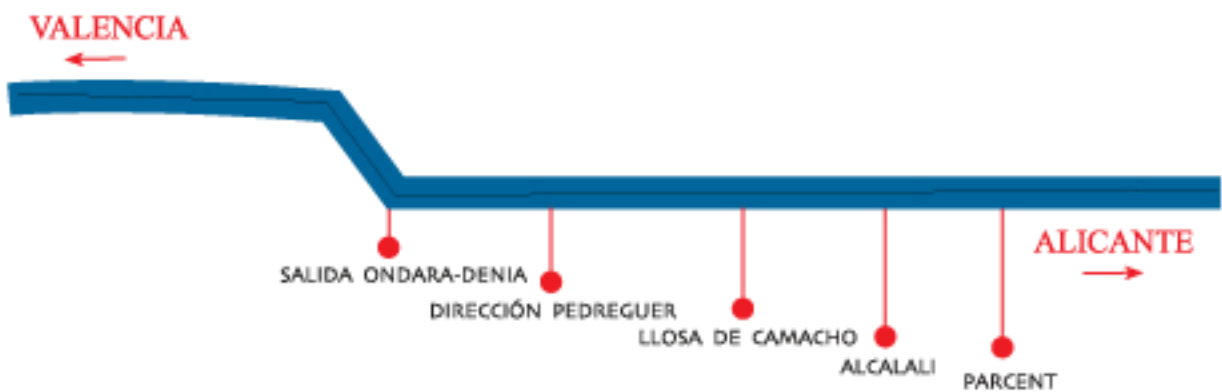 VALENCIA
ALICANTE
SALIDA ONDARA-DENIA
DIRECCIÓN PEDREGUER
LLOSA DE CAMACHO
ALCALALI
PARCENT